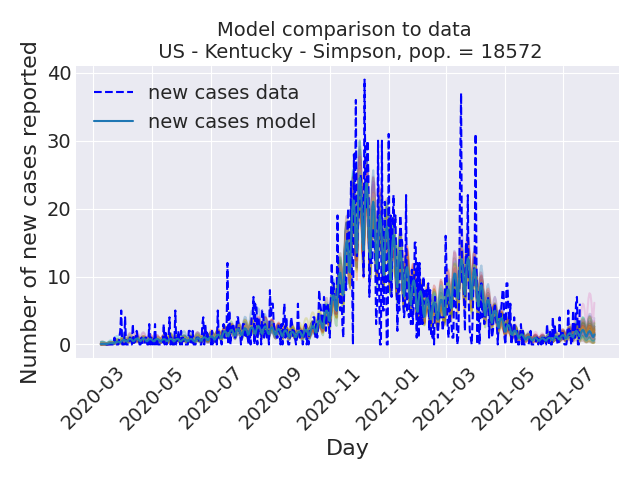 Model comparison to data
US - Kentucky - Simpson, pop. = 18572
Number of new cases reported
40
30
20
10
0
new cases data
new cases model
2020-03
2020-05
2020-07
2020-09
2020-11
2021-01
2021-03
2021-05
2021-07
Day